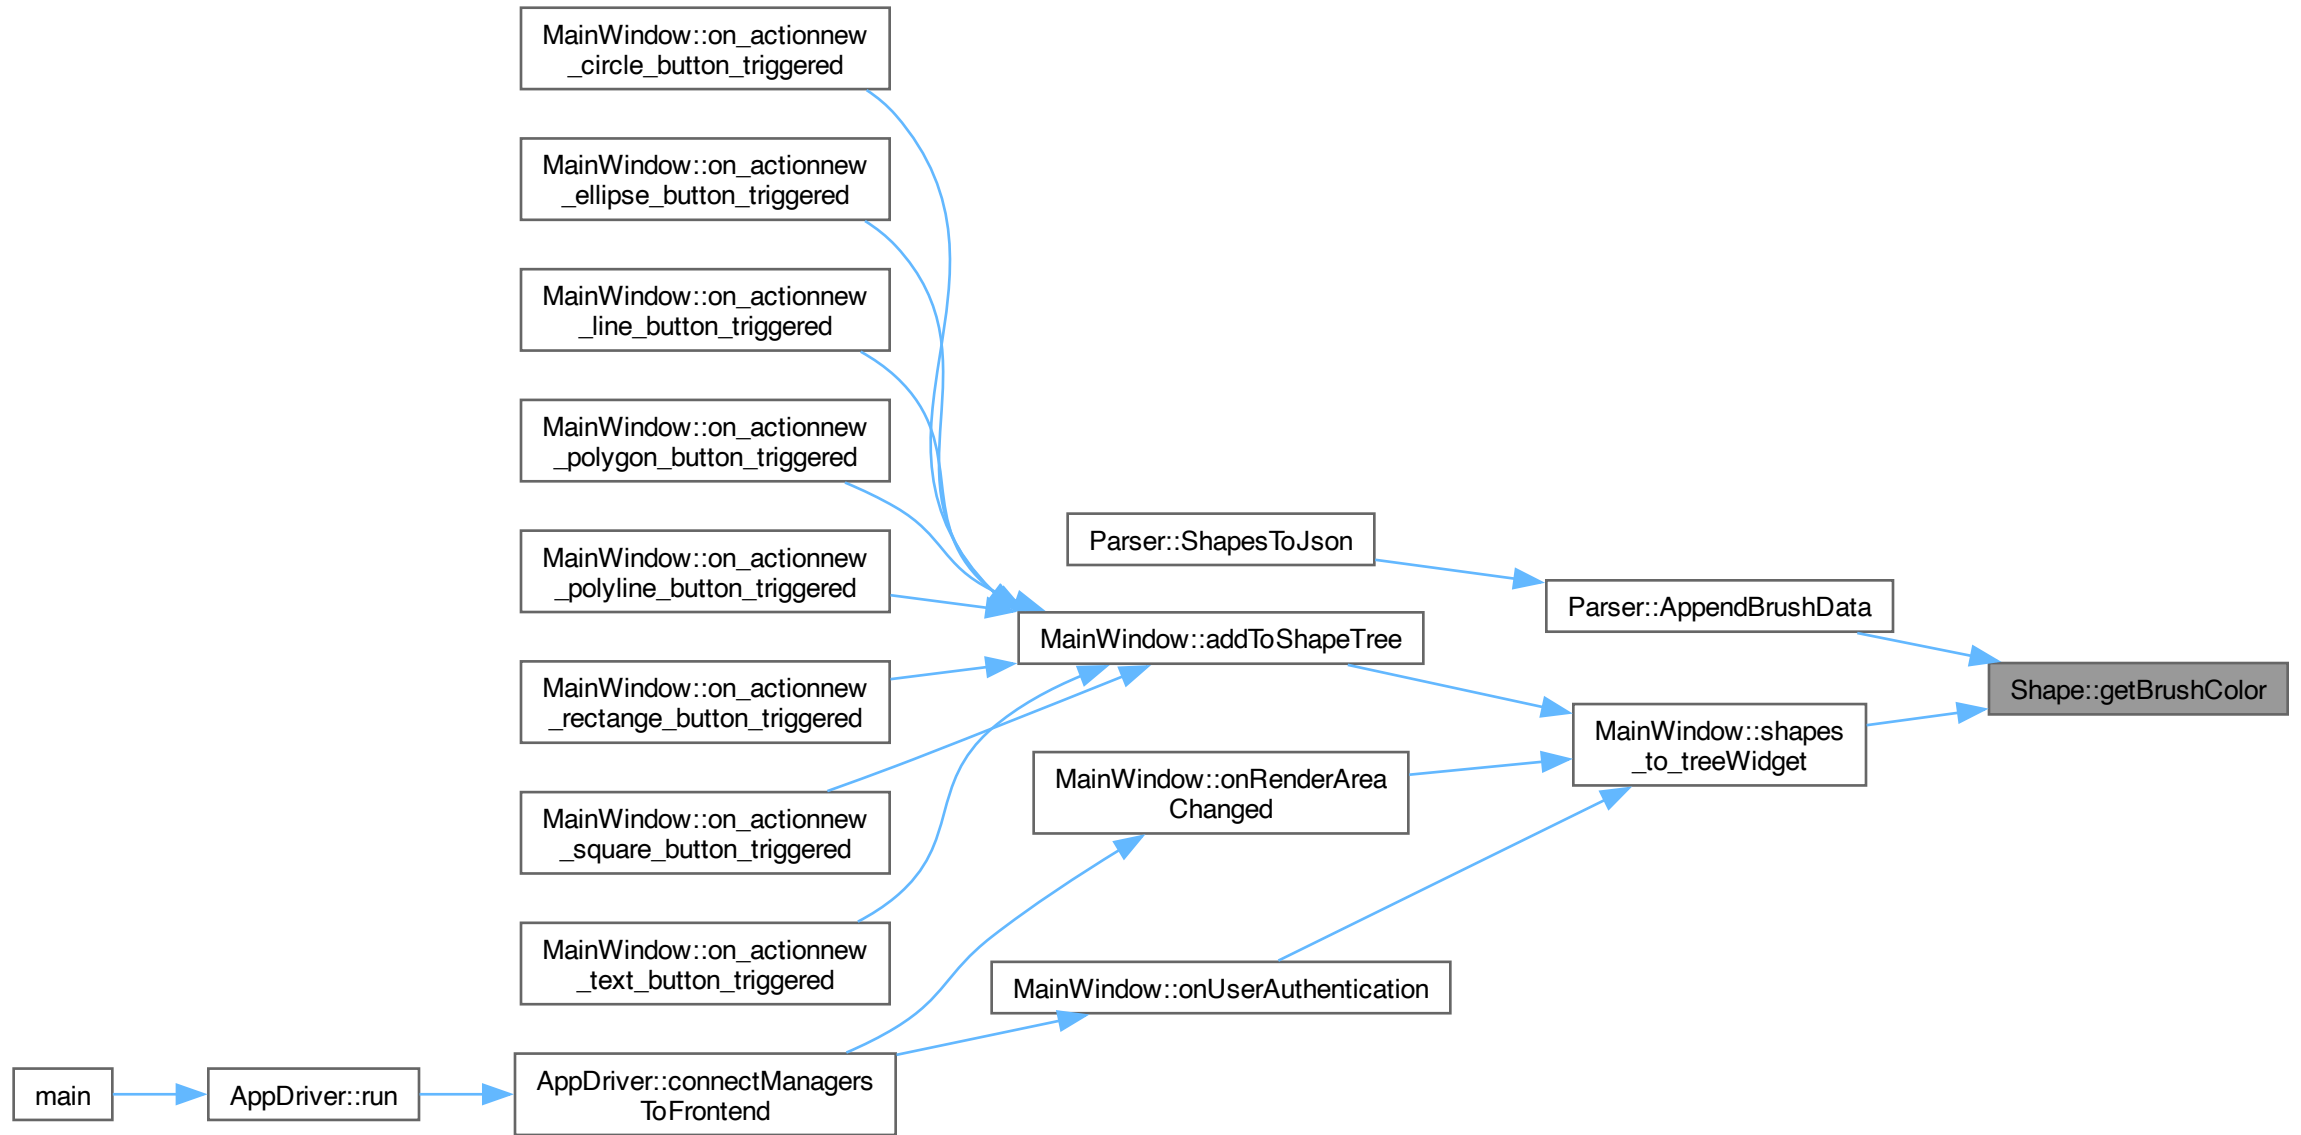 MainWindow::on_actionnew
_circle_button_triggered
MainWindow::on_actionnew
_ellipse_button_triggered
MainWindow::on_actionnew
_line_button_triggered
MainWindow::on_actionnew
_polygon_button_triggered
MainWindow::on_actionnew
_polyline_button_triggered
MainWindow::on_actionnew
_rectange_button_triggered
MainWindow::on_actionnew
_square_button_triggered
MainWindow::on_actionnew
_text_button_triggered
Parser::ShapesToJson
Parser::AppendBrushData
MainWindow::addToShapeTree
Shape::getBrushColor
MainWindow::shapes
_to_treeWidget
MainWindow::onRenderArea
Changed
MainWindow::onUserAuthentication
main
AppDriver::run
AppDriver::connectManagers
ToFrontend